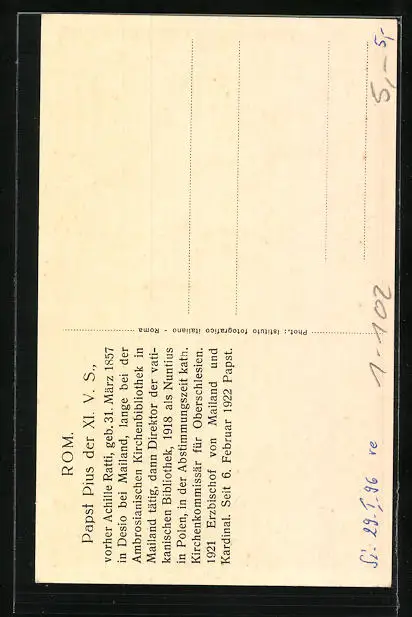 ROM.
Papst Pius der XI. V. S.,
vorher Achille Ratti, geb. 31. März 1857
in Desio bei Mailand, lange bei der
Ambrosianischen Kirchenbibliothek in
Mailand tätig, dann Direktor der vati-
kanischen Bibliothek, 1918 als Nuntius
in Polen, in der Abstimmungszeit kath.
Kirchenkommissär für Oberschlesien.
1921 Erzbischof von Mailand und
Kardinal. Seit 6. Februar 1922 Papst.
Phot.: Istituto fotografico italiano - Roma
5,- 5,-
1-102
Si. 29.I.96 re